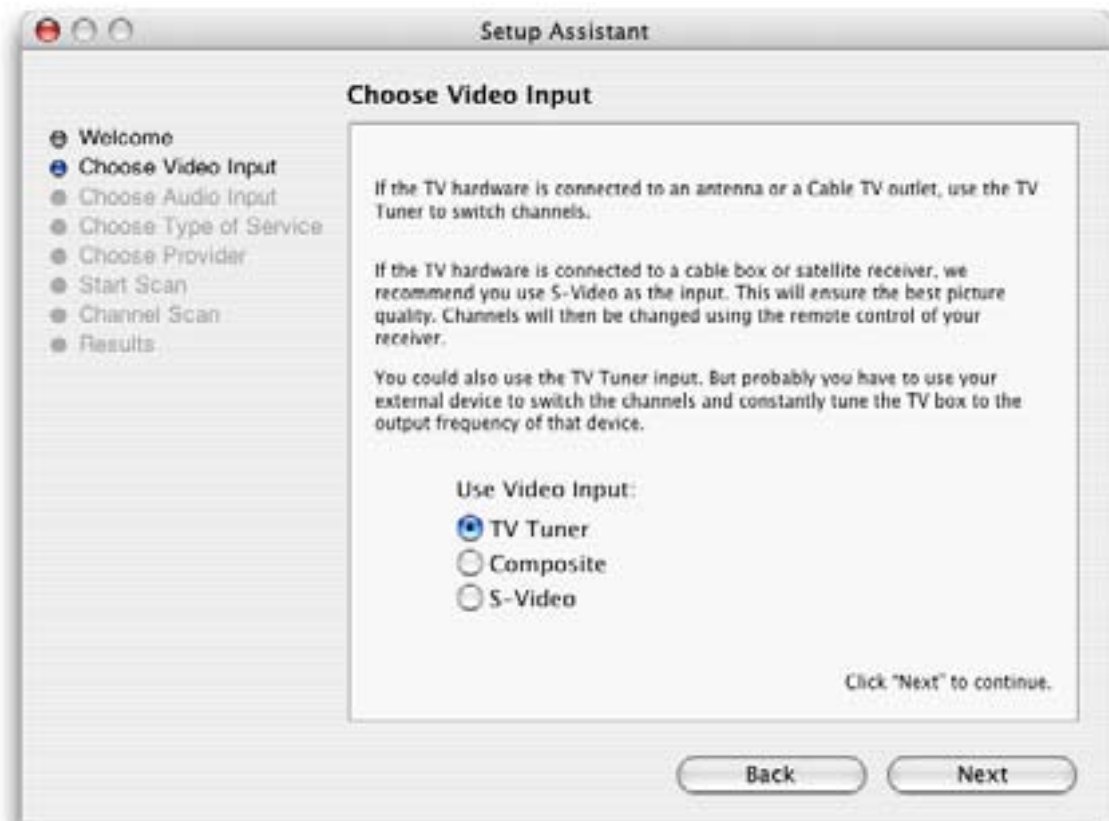 Setup Assistant
Choose Video Input
Welcome
Choose Video Input
Choose Audio Input
Choose Type of Service
Choose Provider
Start Scan
Channel Scan
Results
If the TV hardware is connected to an antenna or a Cable TV outlet, use the TV
Tuner to switch channels.
If the TV hardware is connected to a cable box or satellite receiver, we
recommend you use S-Video as the input. This will ensure the best picture
quality. Channels will then be changed using the remote control of your
receiver.
You could also use the TV Tuner input. But probably you have to use your
external device to switch the channels and constantly tune the TV box to the
output frequency of that device.
Use Video Input:
TV Tuner
Composite
S-Video
Click "Next" to continue.
Back
Next